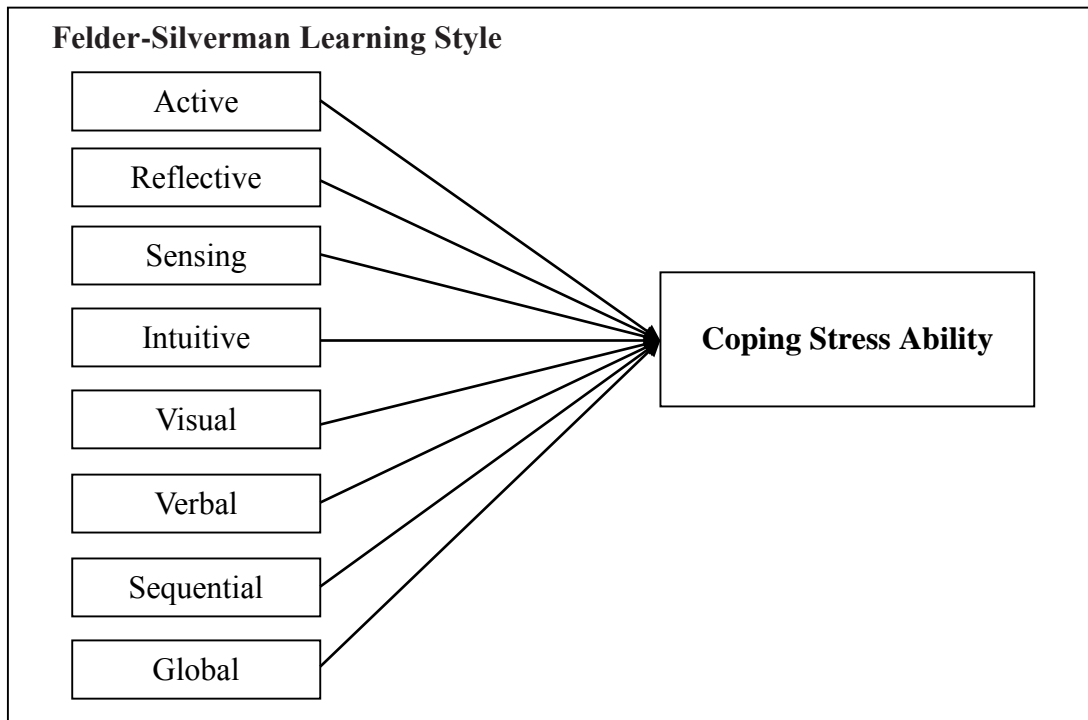 Felder-Silverman Learning Style
Active
Reflective
Sensing
Intuitive
Visual
Verbal
Sequential
Global
Coping Stress Ability